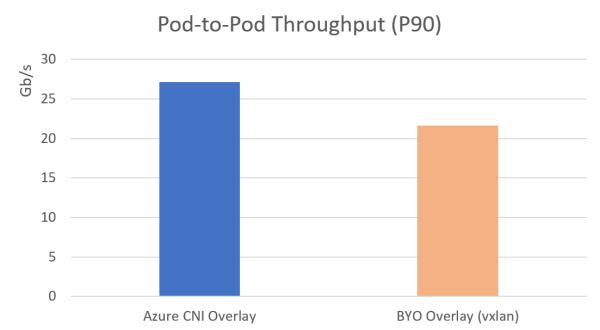 Pod-to-Pod Throughput (P90)
Gb/s
30
25
20
15
10
5
0
Azure CNI Overlay
BYO Overlay (vxlan)